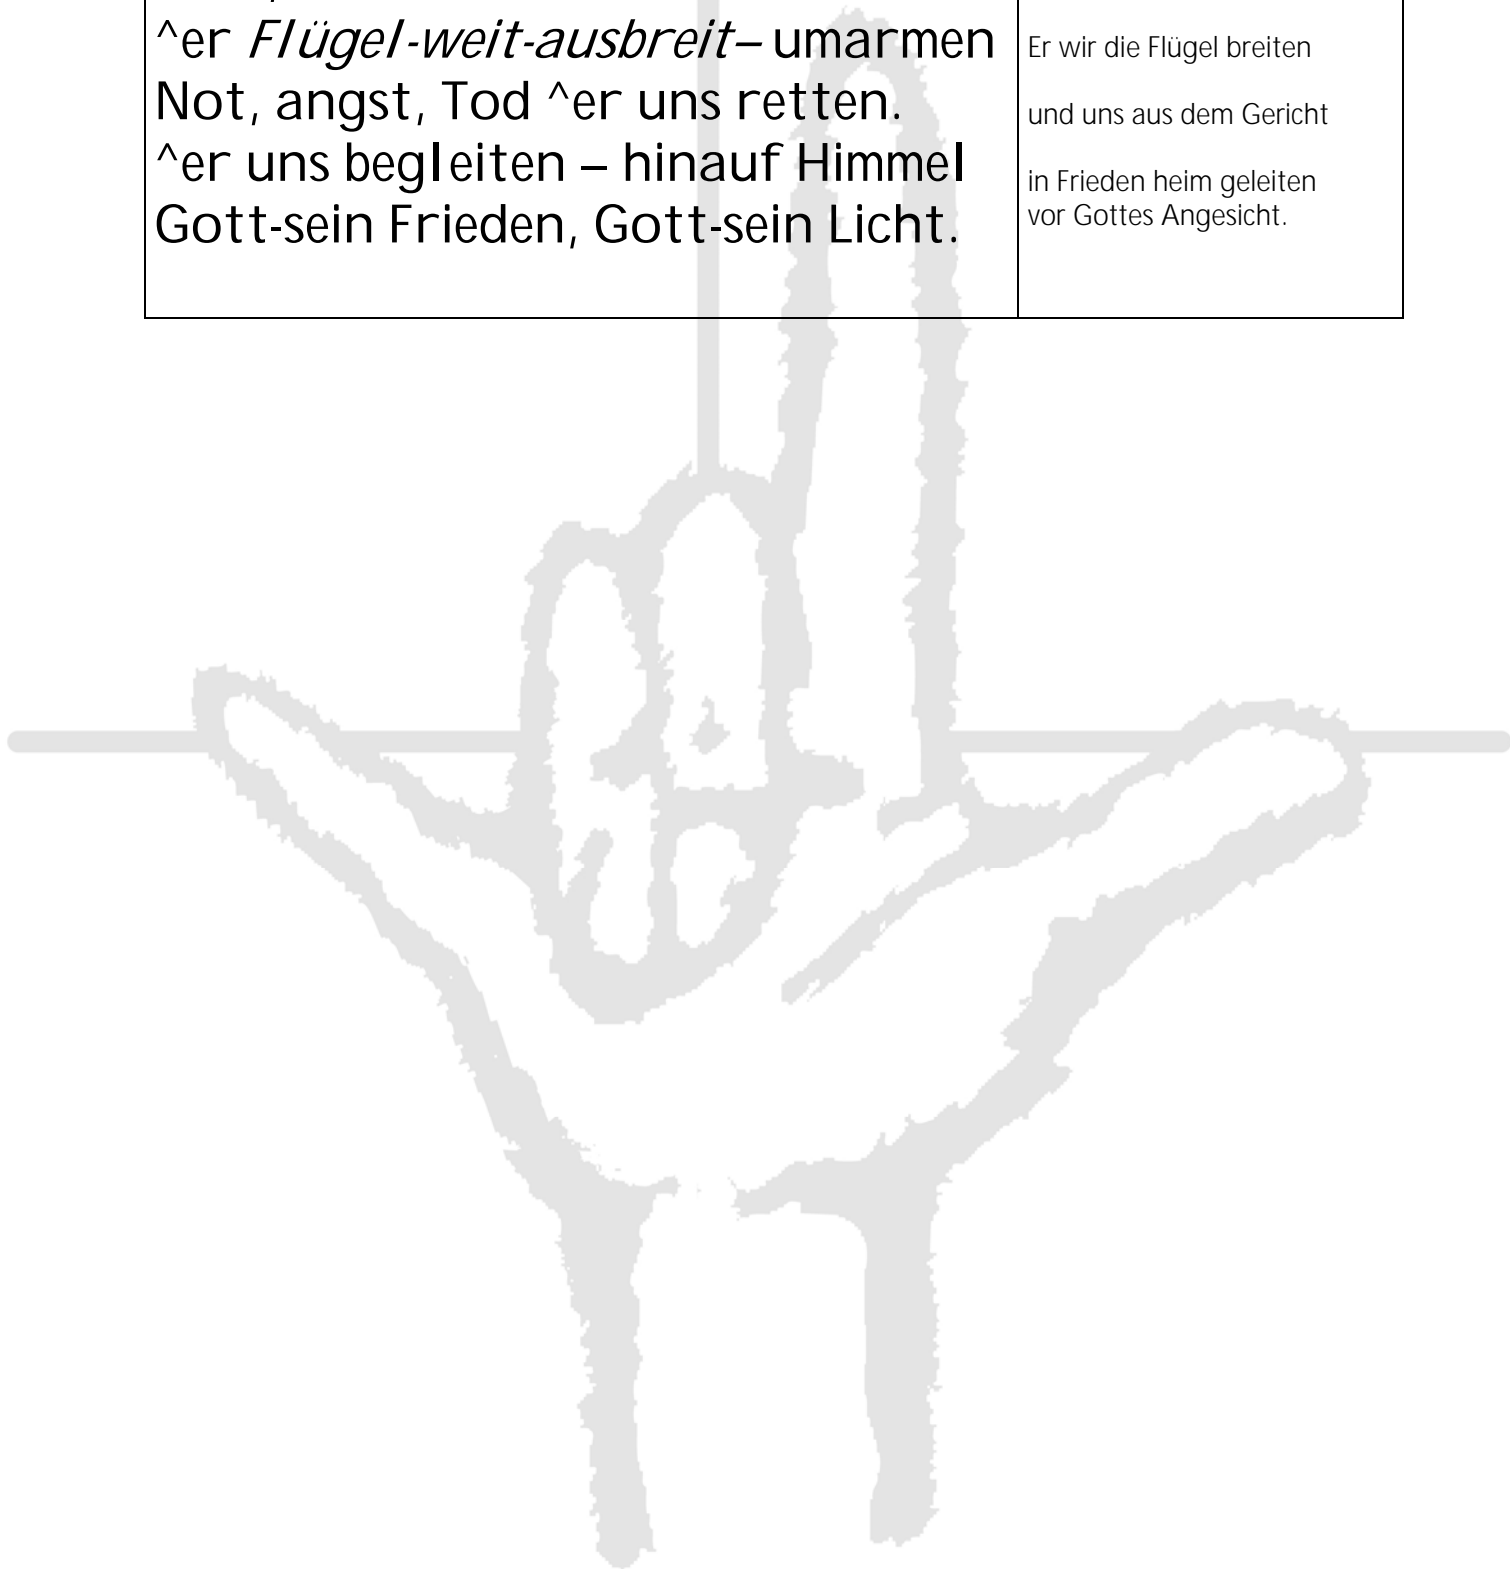 ^er Flügel-weit-ausbreit– umarmen
Not, angst, Tod ^er uns retten.
^er uns begleiten – hinauf Himmel
Gott-sein Frieden, Gott-sein Licht.
Er wir die Flügel breiten
und uns aus dem Gericht
in Frieden heim geleiten
vor Gottes Angesicht.